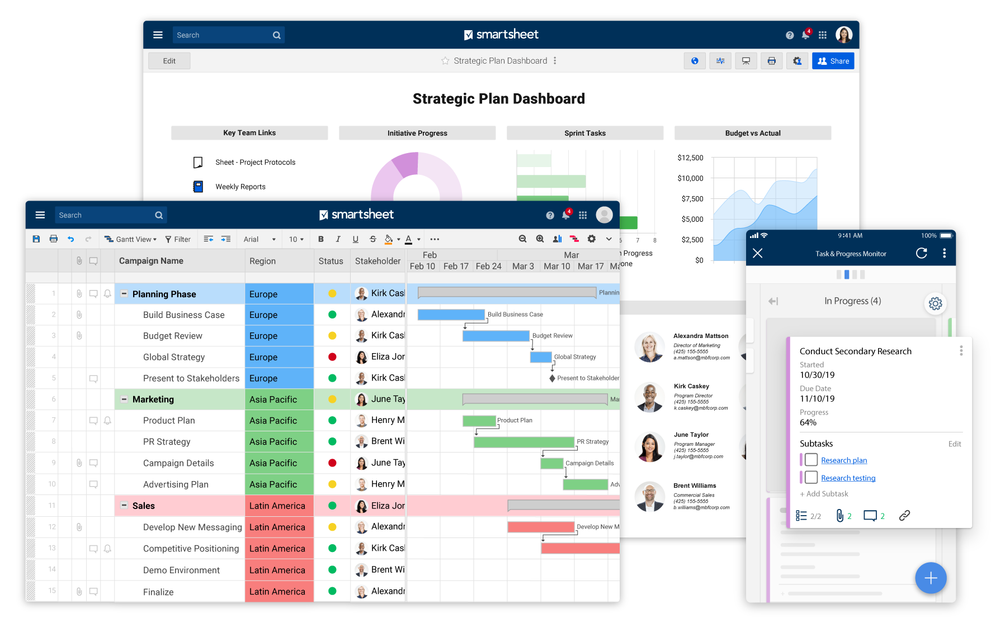 Search
smartsheet
4
Edit
Strategic Plan Dashboard
Share
Strategic Plan Dashboard
Key Team Links
Sheet - Project Protocols
Weekly Reports
Initiative Progress
Sprint Tasks
7
8
Progress
Budget vs Actual
$12,500
$10,000
$7,500
$5,000
$2,500
$0
Alexandra Mattson
Director of Marketing
(425) 155-5555
a.mattson@mbfcorp.com
Kirk Caskey
Program Director
(425) 155-5555
k.caskey@mbfcorp.com
June Taylor
Program Manager
(425) 155-5555
j.taylor@mbfcorp.com
Brent Williams
Commercial Sales
(425) 155-5555
b.williams@mbfcorp.com
Search
smartsheet
4
Gantt View
Filter
Arial
10
B I U S A
Campaign Name Region Status Stakeholder
Feb Mar
Feb 10 Feb 17 Feb 24 Mar 3 Mar 10 Mar 17
1 Planning Phase Europe Kirk Cas Plannin
2 Build Business Case Europe Alexandr Build Business Case
3 Budget Review Europe Kirk Cas Budget Review
4 Global Strategy Europe Eliza Jor Global Strategy
5 Present to Stakeholders Europe Kirk Cas Present to Stakeholder
6 Marketing Asia Pacific June Tay Mar
7 Product Plan Asia Pacific Henry M Product Plan
8 PR Strategy Asia Pacific Brent Wi PR Strategy
9 Campaign Details Asia Pacific June Tay Campaign Details
10 Advertising Plan Asia Pacific Henry M Adv
11 Sales Latin America Eliza Jor
12 Develop New Messaging Latin America Alexandr Develop New M
13 Competitive Positioning Latin America Kirk Cas
14 Demo Environment Latin America Brent Wi
15 Finalize Latin America Alexandr
9:41 AM 100%
Task & Progress Monitor
In Progress (4)
Conduct Secondary Research
Started
10/30/19
Due Date
11/10/19
Progress
64%
Subtasks Edit
Research plan
Research testing
+ Add Subtask
2/2 2 2